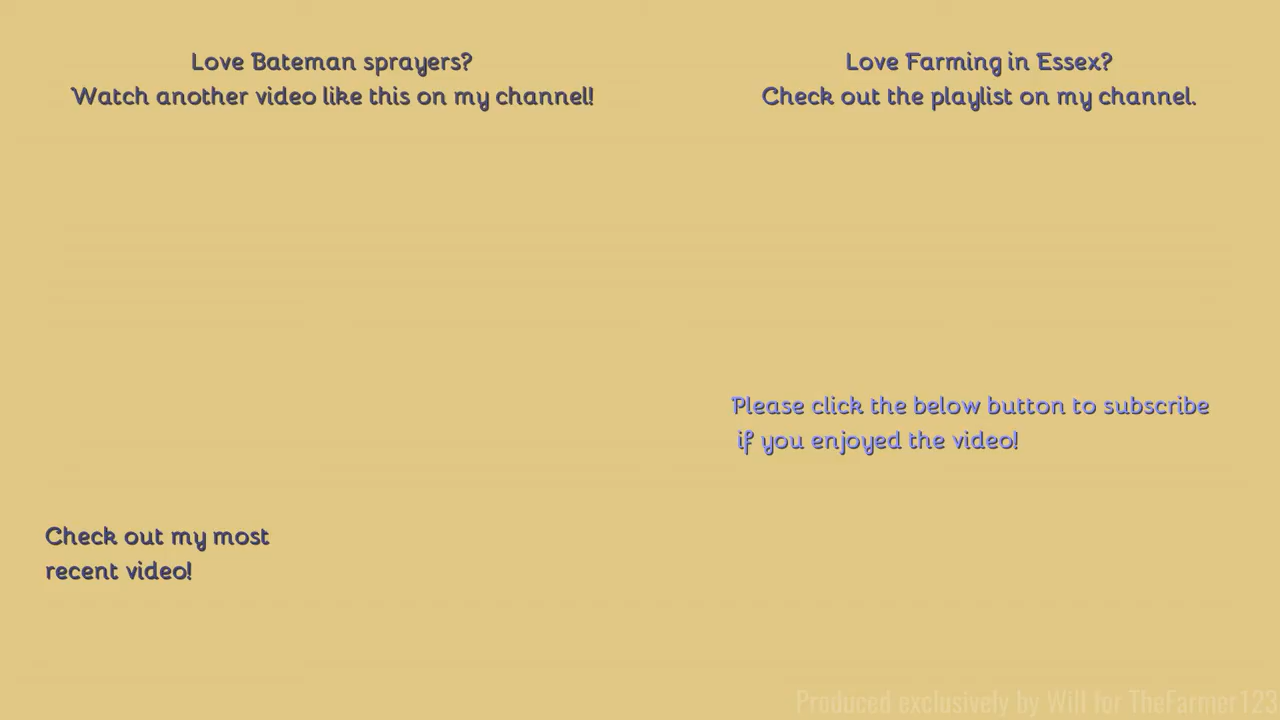 Love Bateman sprayers?
Watch another video like this on my channel!
Love Farming in Essex?
Check out the playlist on my channel.
Please click the below button to subscribe
if you enjoyed the video!
Check out my most
recent video!
Produced exclusively by Will for TheFarmer123